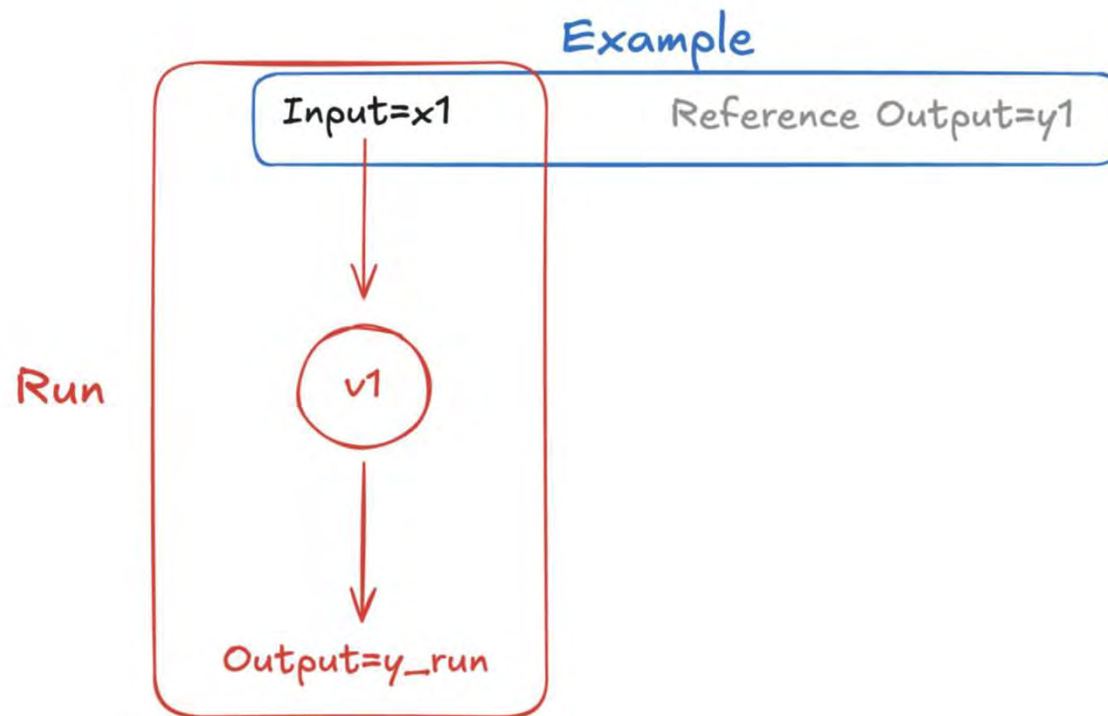 Example
Input=x1
Reference Output=y1
Run
v1
Output=y_run